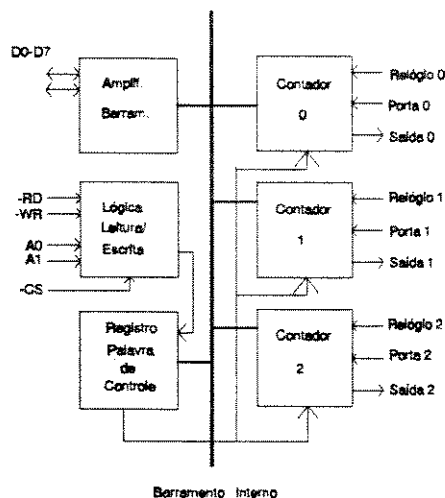 D0-D7
Amplif.
Barram.
Contador
0
Relógio 0
Porta 0
Saída 0
-RD
-WR
A0
A1
-CS
Lógica
Leitura/
Escrita
Contador
1
Relógio 1
Porta 1
Saída 1
Registro
Palavra
de
Controle
Contador
2
Relógio 2
Porta 2
Saída 2
Barramento Interno